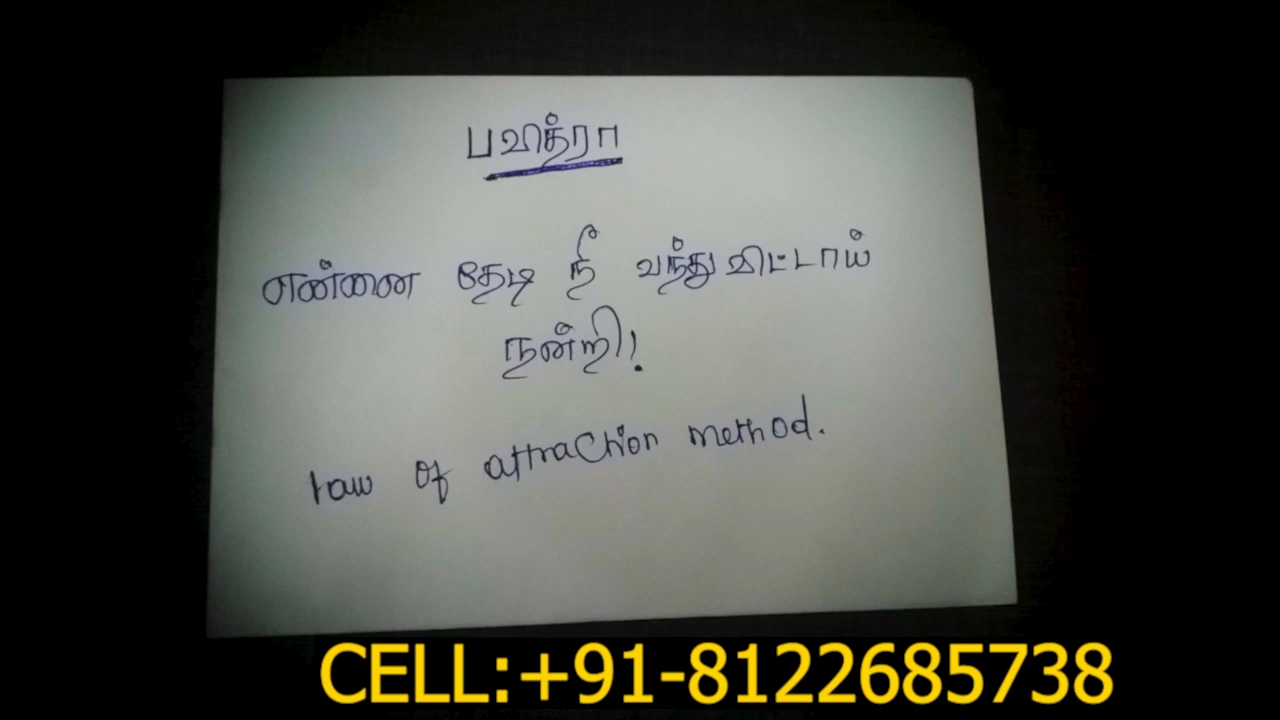 பவித்ரா
என்னை தேடி நீ வந்து விட்டாய்
நன்றி!
law of attraction method.
CELL:+91-8122685738